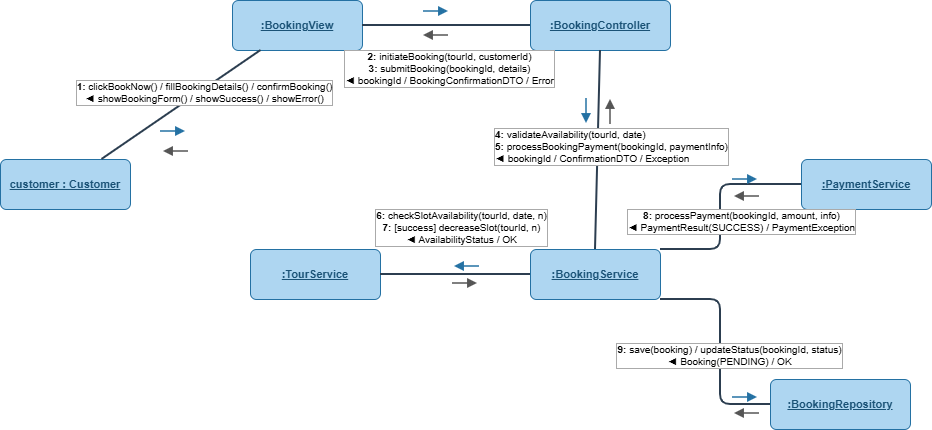 :BookingView
:BookingController
2: initiateBooking(tourId, customerId)
3: submitBooking(bookingId, details)
◄ bookingId / BookingConfirmationDTO / Error
1: clickBookNow() / fillBookingDetails() / confirmBooking()
◄ showBookingForm() / showSuccess() / showError()
4: validateAvailability(tourId, date)
5: processBookingPayment(bookingId, paymentInfo)
◄ bookingId / ConfirmationDTO / Exception
customer : Customer
:PaymentService
6: checkSlotAvailability(tourId, date, n)
7: [success] decreaseSlot(tourId, n)
◄ AvailabilityStatus / OK
8: processPayment(bookingId, amount, info)
◄ PaymentResult(SUCCESS) / PaymentException
:TourService
:BookingService
9: save(booking) / updateStatus(bookingId, status)
◄ Booking(PENDING) / OK
:BookingRepository